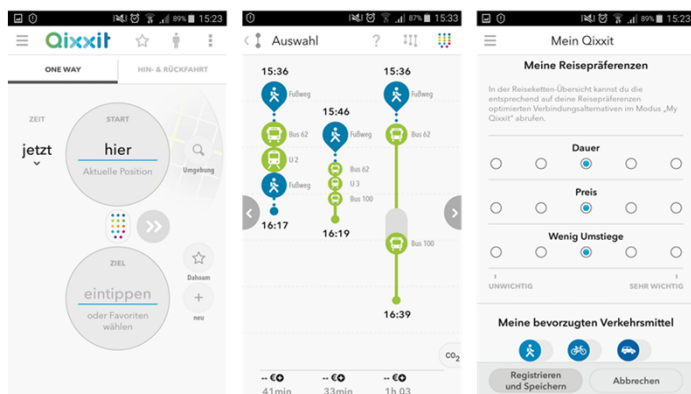 89% 15:23
Qixxit
ONE WAY
HIN- & RÜCKFAHRT
ZEIT
START
jetzt
hier
Aktuelle Position
Umgebung
ZIEL
eintippen
oder Favoriten
wählen
Dahoam
neu
87% 15:33
Auswahl
?
15:36
15:36
Fußweg
Fußweg
15:46
Bus 62
Fußweg
Bus 62
U 2
Bus 62
U 3
Fußweg
Bus 100
16:17
16:19
Bus 100
16:39
CO2
-- €
-- €
-- €
41min
33min
1h 03
89% 15:23
Mein Qixxit
Meine Reisepräferenzen
In der Reiseketten-Übersicht kannst du die
entsprechend auf deine Reisepräferenzen
optimierten Verbindungsalternativen im Modus „My
Qixxit" abrufen.
Dauer
Preis
Wenig Umstiege
UNWICHTIG
SEHR WICHTIG
Meine bevorzugten Verkehrsmittel
Registrieren
und Speichern
Abbrechen